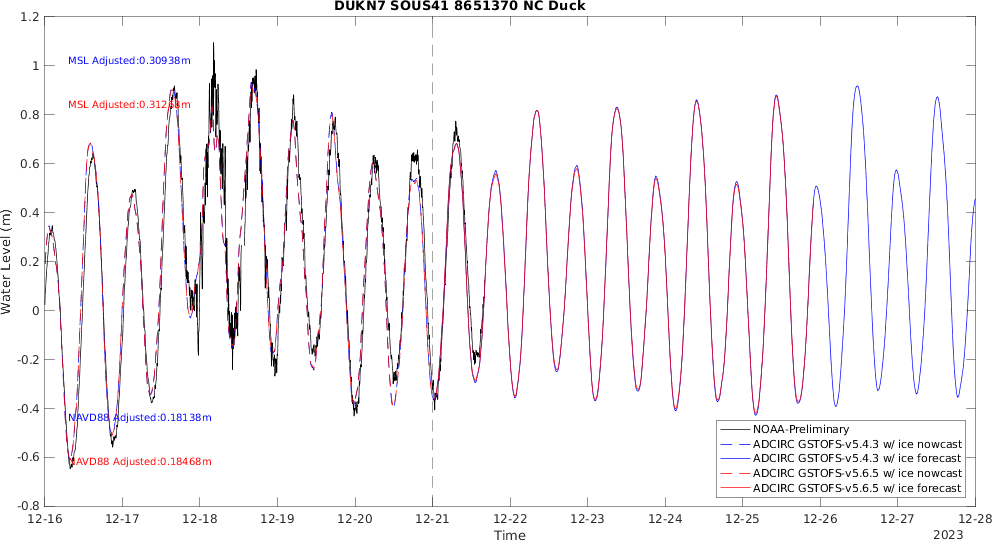 DUKN7 SOUS41 8651370 NC Duck
1.2
1
0.8
0.6
0.4
0.2
0
-0.2
-0.4
-0.6
-0.8
Water Level (m)
MSL Adjusted:0.30938m
MSL Adjusted:0.31268m
NAVD88 Adjusted:0.18138m
NAVD88 Adjusted:0.18468m
NOAA-Preliminary
ADCIRC GSTOFS-v5.4.3 w/ ice nowcast
ADCIRC GSTOFS-v5.4.3 w/ ice forecast
ADCIRC GSTOFS-v5.6.5 w/ ice nowcast
ADCIRC GSTOFS-v5.6.5 w/ ice forecast
12-16 12-17 12-18 12-19 12-20 12-21 12-22 12-23 12-24 12-25 12-26 12-27 12-28
Time
2023